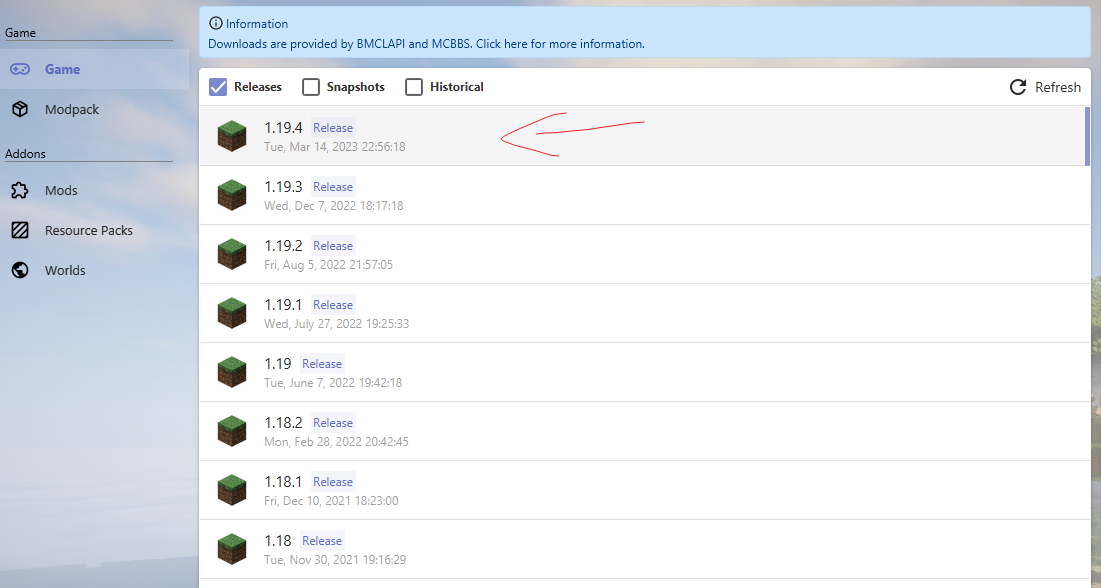 Game
Game
Modpack
Addons
Mods
Resource Packs
Worlds
Information
Downloads are provided by BMCLAPI and MCBBS. Click here for more information.
Releases Snapshots Historical Refresh
1.19.4 Release
Tue, Mar 14, 2023 22:56:18
1.19.3 Release
Wed, Dec 7, 2022 18:17:18
1.19.2 Release
Fri, Aug 5, 2022 21:57:05
1.19.1 Release
Wed, July 27, 2022 19:25:33
1.19 Release
Tue, June 7, 2022 19:42:18
1.18.2 Release
Mon, Feb 28, 2022 20:42:45
1.18.1 Release
Fri, Dec 10, 2021 18:23:00
1.18 Release
Tue, Nov 30, 2021 19:16:29